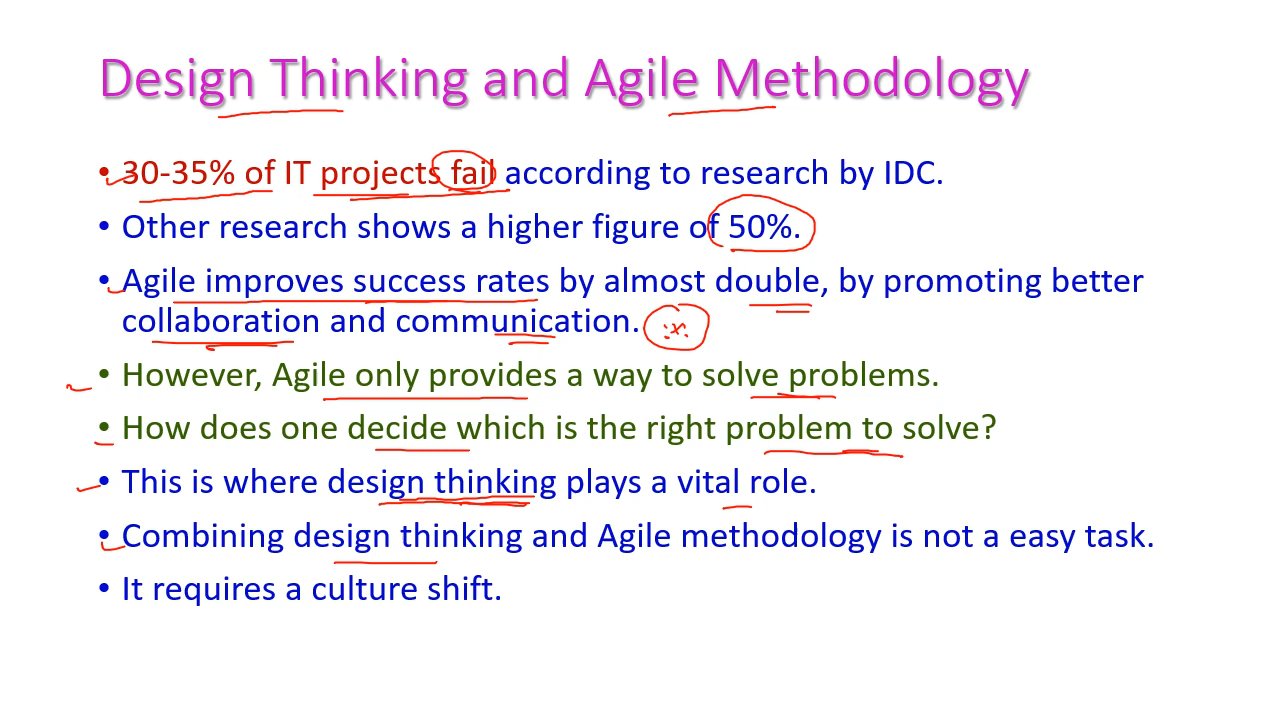 Design Thinking and Agile Methodology
• 30-35% of IT projects fail according to research by IDC.
• Other research shows a higher figure of 50%.
• Agile improves success rates by almost double, by promoting better
collaboration and communication.
• However, Agile only provides a way to solve problems.
• How does one decide which is the right problem to solve?
• This is where design thinking plays a vital role.
• Combining design thinking and Agile methodology is not a easy task.
• It requires a culture shift.